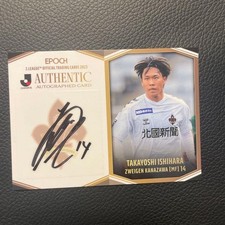 EPOCH
J.LEAGUE OFFICIAL TRADING CARDS 2023
J
AUTHENTIC
AUTOGRAPHED CARD
14
北國新聞
TAKAYOSHI ISHIHARA
ZWEIGEN KANAZAWA [MF] 14